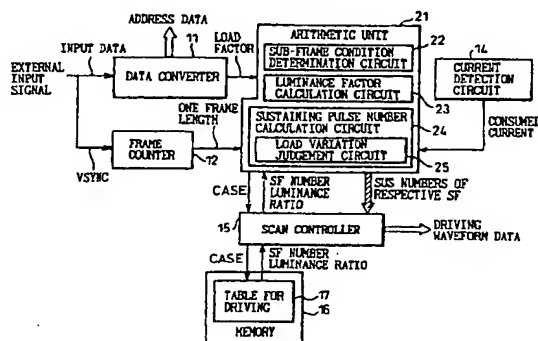 ADDRESS DATA
11
LOAD FACTOR
21
ARITHMETIC UNIT
SUB-FRAME CONDITION DETERMINATION CIRCUIT
22
14
INPUT DATA
EXTERNAL INPUT SIGNAL
DATA CONVERTER
LUMINANCE FACTOR CALCULATION CIRCUIT
23
CURRENT DETECTION CIRCUIT
ONE FRAME LENGTH
SUSTAINING PULSE NUMBER CALCULATION CIRCUIT
24
CONSUMED CURRENT
FRAME COUNTER
12
LOAD VARIATION JUDGEMENT CIRCUIT
25
VSYNC
CASE
SF NUMBER LUMINANCE RATIO
SUS NUMBERS OF RESPECTIVE SF
15
SCAN CONTROLLER
DRIVING WAVEFORM DATA
CASE
SF NUMBER LUMINANCE RATIO
TABLE FOR DRIVING
17
16
MEMORY